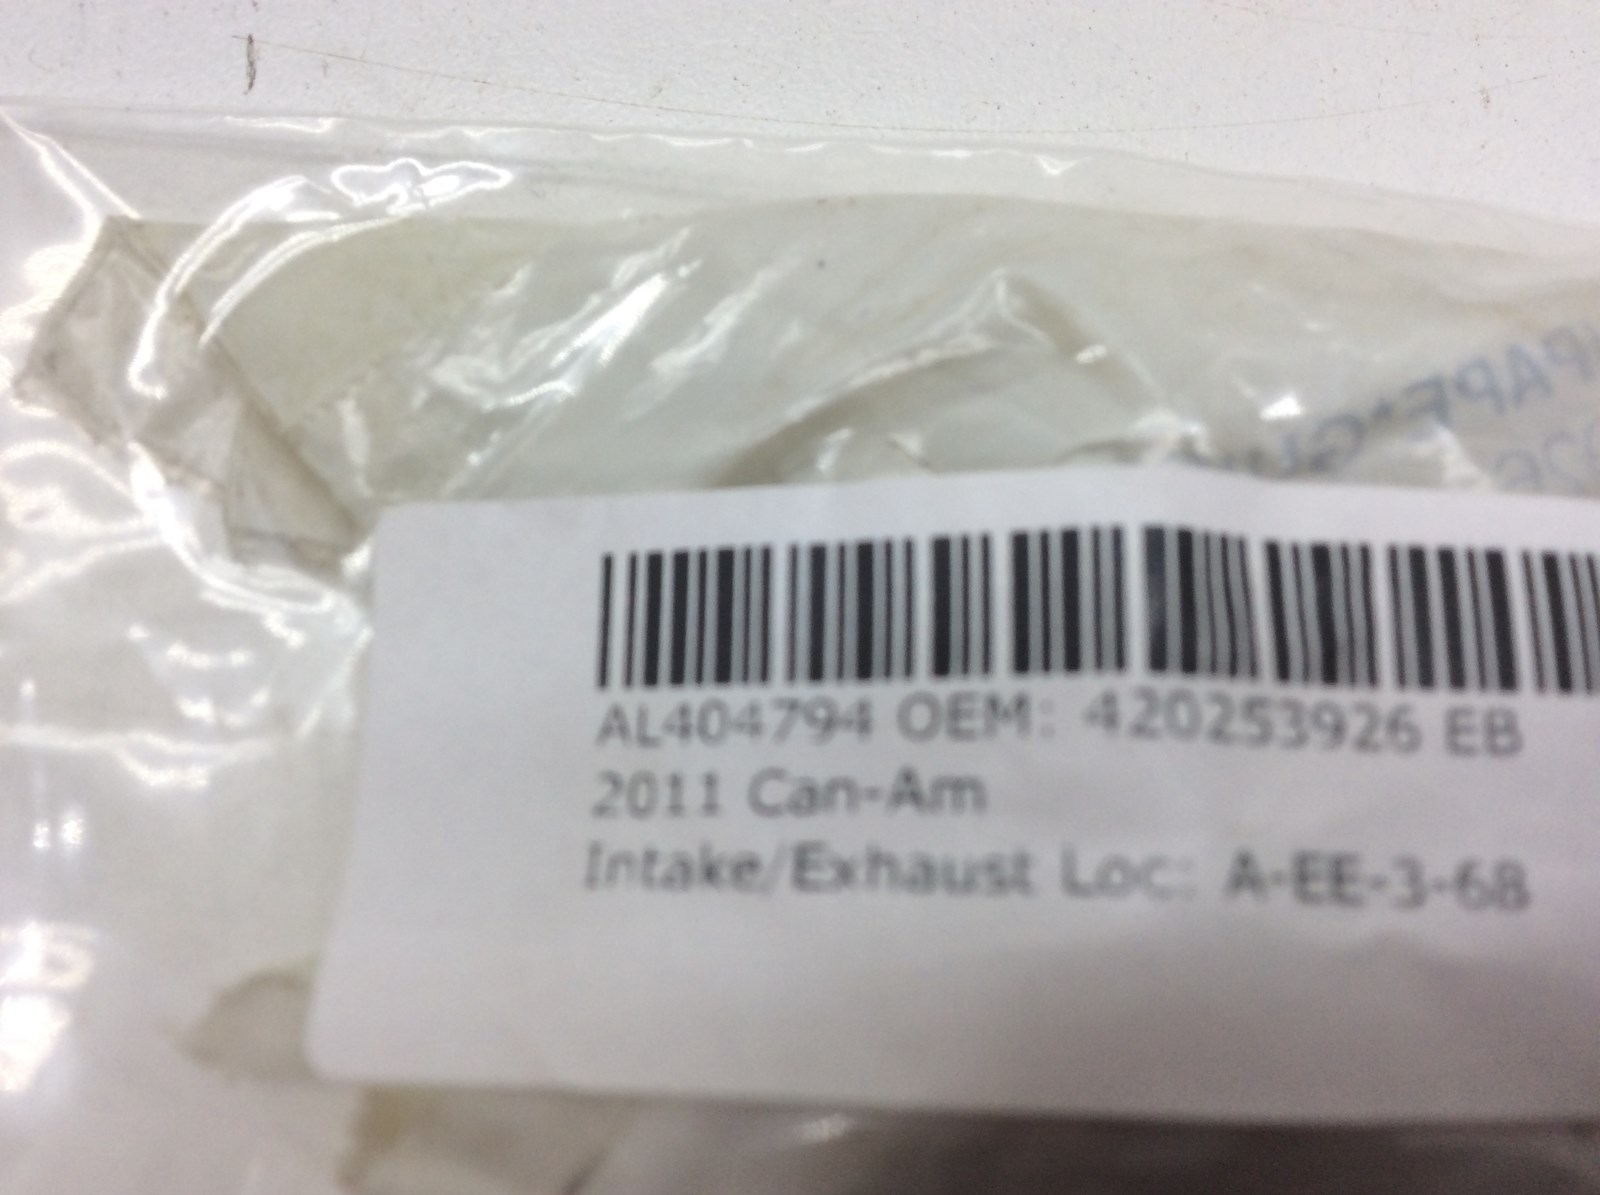 AL404794 OEM: 420253926 EB
2011 Can-Am
Intake/Exhaust Loc: A-EE-3-68